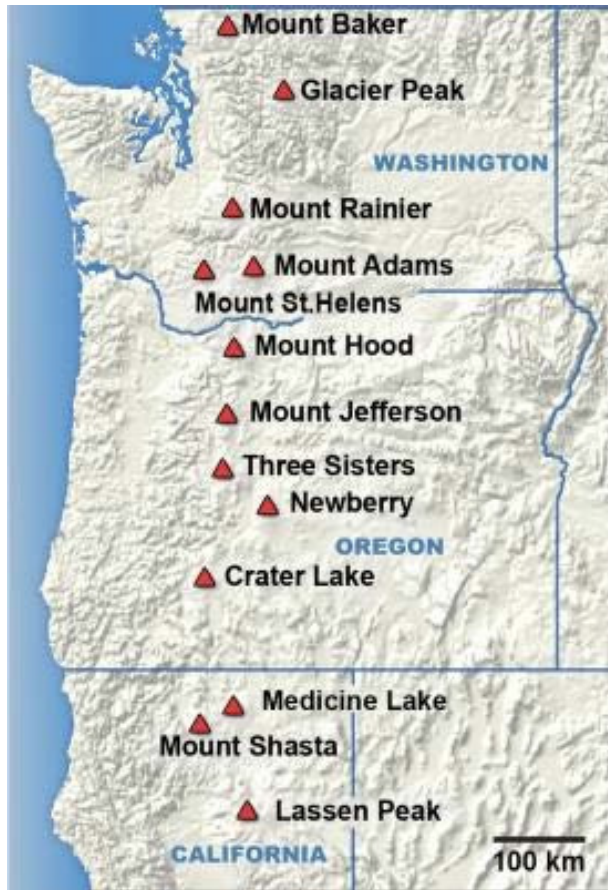 Mount Baker
Glacier Peak
WASHINGTON
Mount Rainier
Mount Adams
Mount St.Helens
Mount Hood
Mount Jefferson
Three Sisters
Newberry
OREGON
Crater Lake
Medicine Lake
Mount Shasta
Lassen Peak
CALIFORNIA
100 km